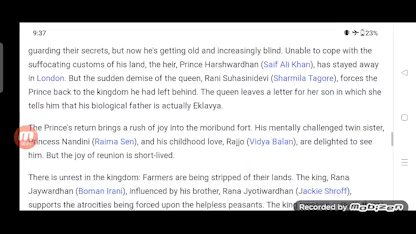 9:37
23%
guarding their secrets, but now he's getting old and increasingly blind. Unable to cope with the
suffocating customs of his land, the heir, Prince Harshwardhan (Saif Ali Khan), has stayed away
in London. But the sudden demise of the queen, Rani Suhasinidevi (Sharmila Tagore), forces the
Prince back to the kingdom he had left behind. The queen leaves a letter for her son in which she
tells him that his biological father is actually Eklavya.
The Prince's return brings a rush of joy into the moribund fort. His mentally challenged twin sister,
Princess Nandini (Raima Sen), and his childhood love, Rajjo (Vidya Balan), are delighted to see
him. But the joy of reunion is short-lived.
There is unrest in the kingdom: Farmers are being stripped of their lands. The king, Rana
Jaywardhan (Boman Irani), influenced by his brother, Rana Jyotiwardhan (Jackie Shroff),
supports the atrocities being forced upon the helpless peasants. The king
Recorded by Mobizen